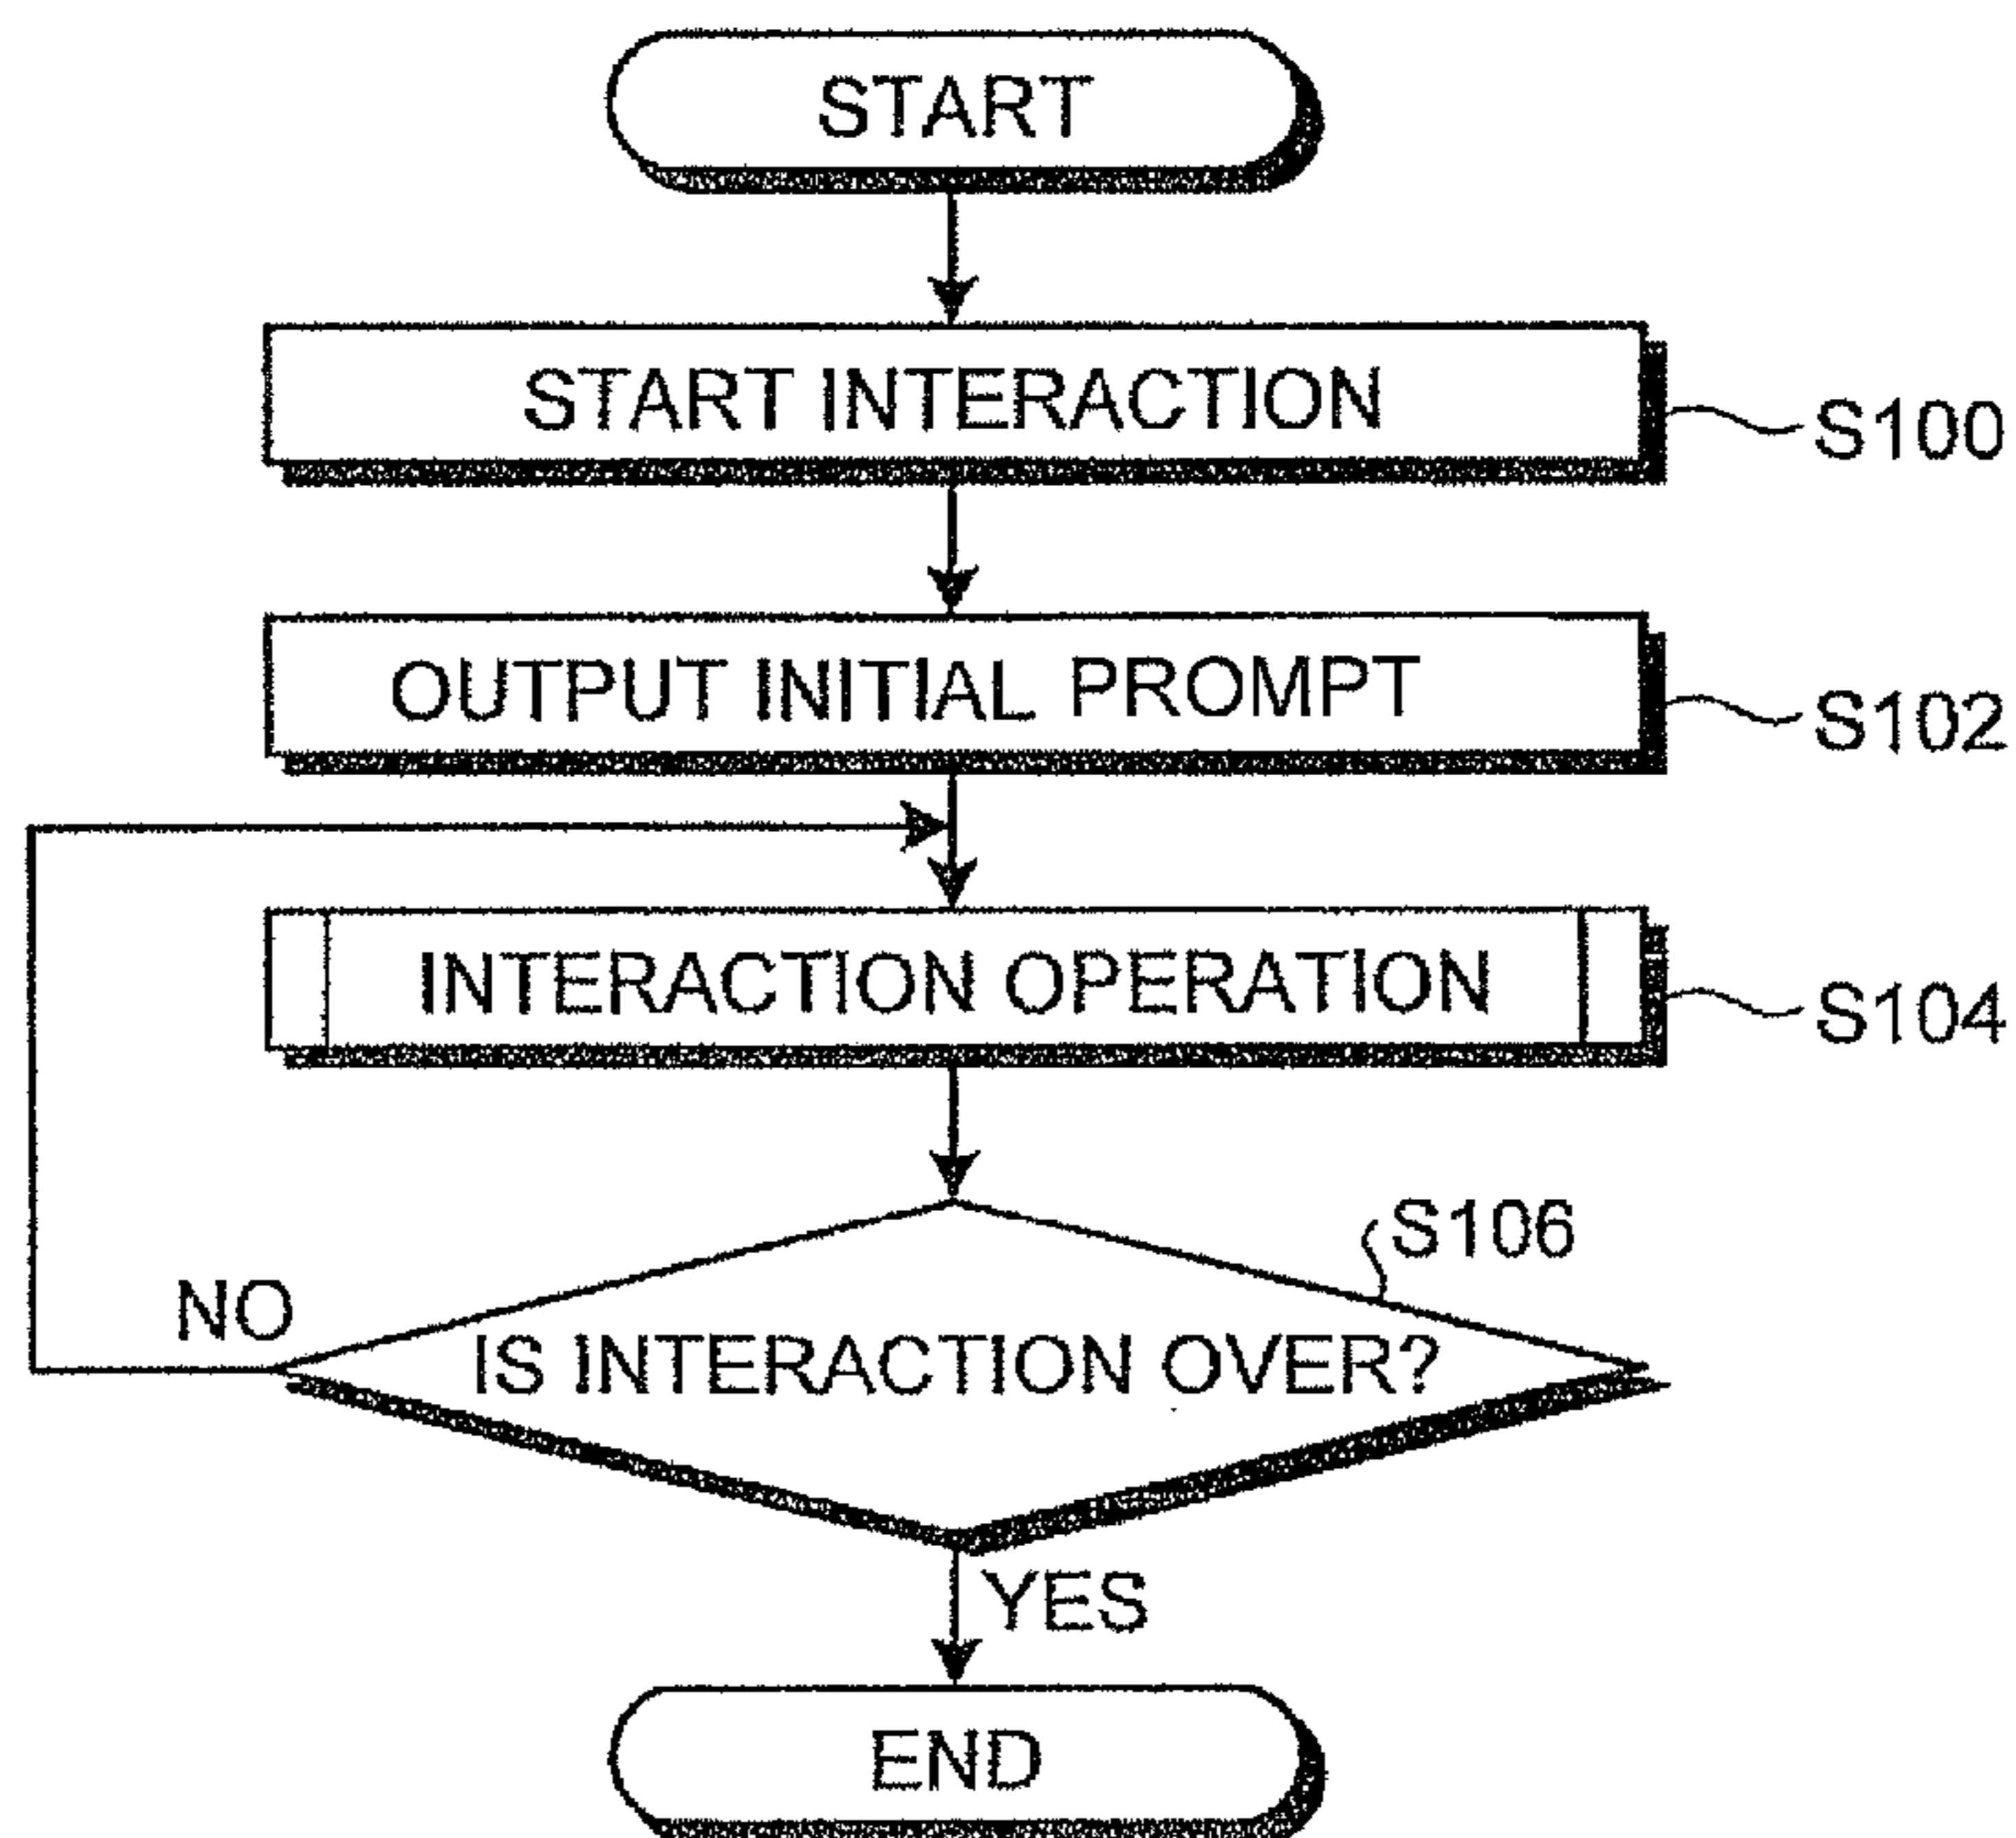 START
START INTERACTION
S100
OUTPUT INITIAL PROMPT
S102
INTERACTION OPERATION
S104
S106
NO
IS INTERACTION OVER?
YES
END